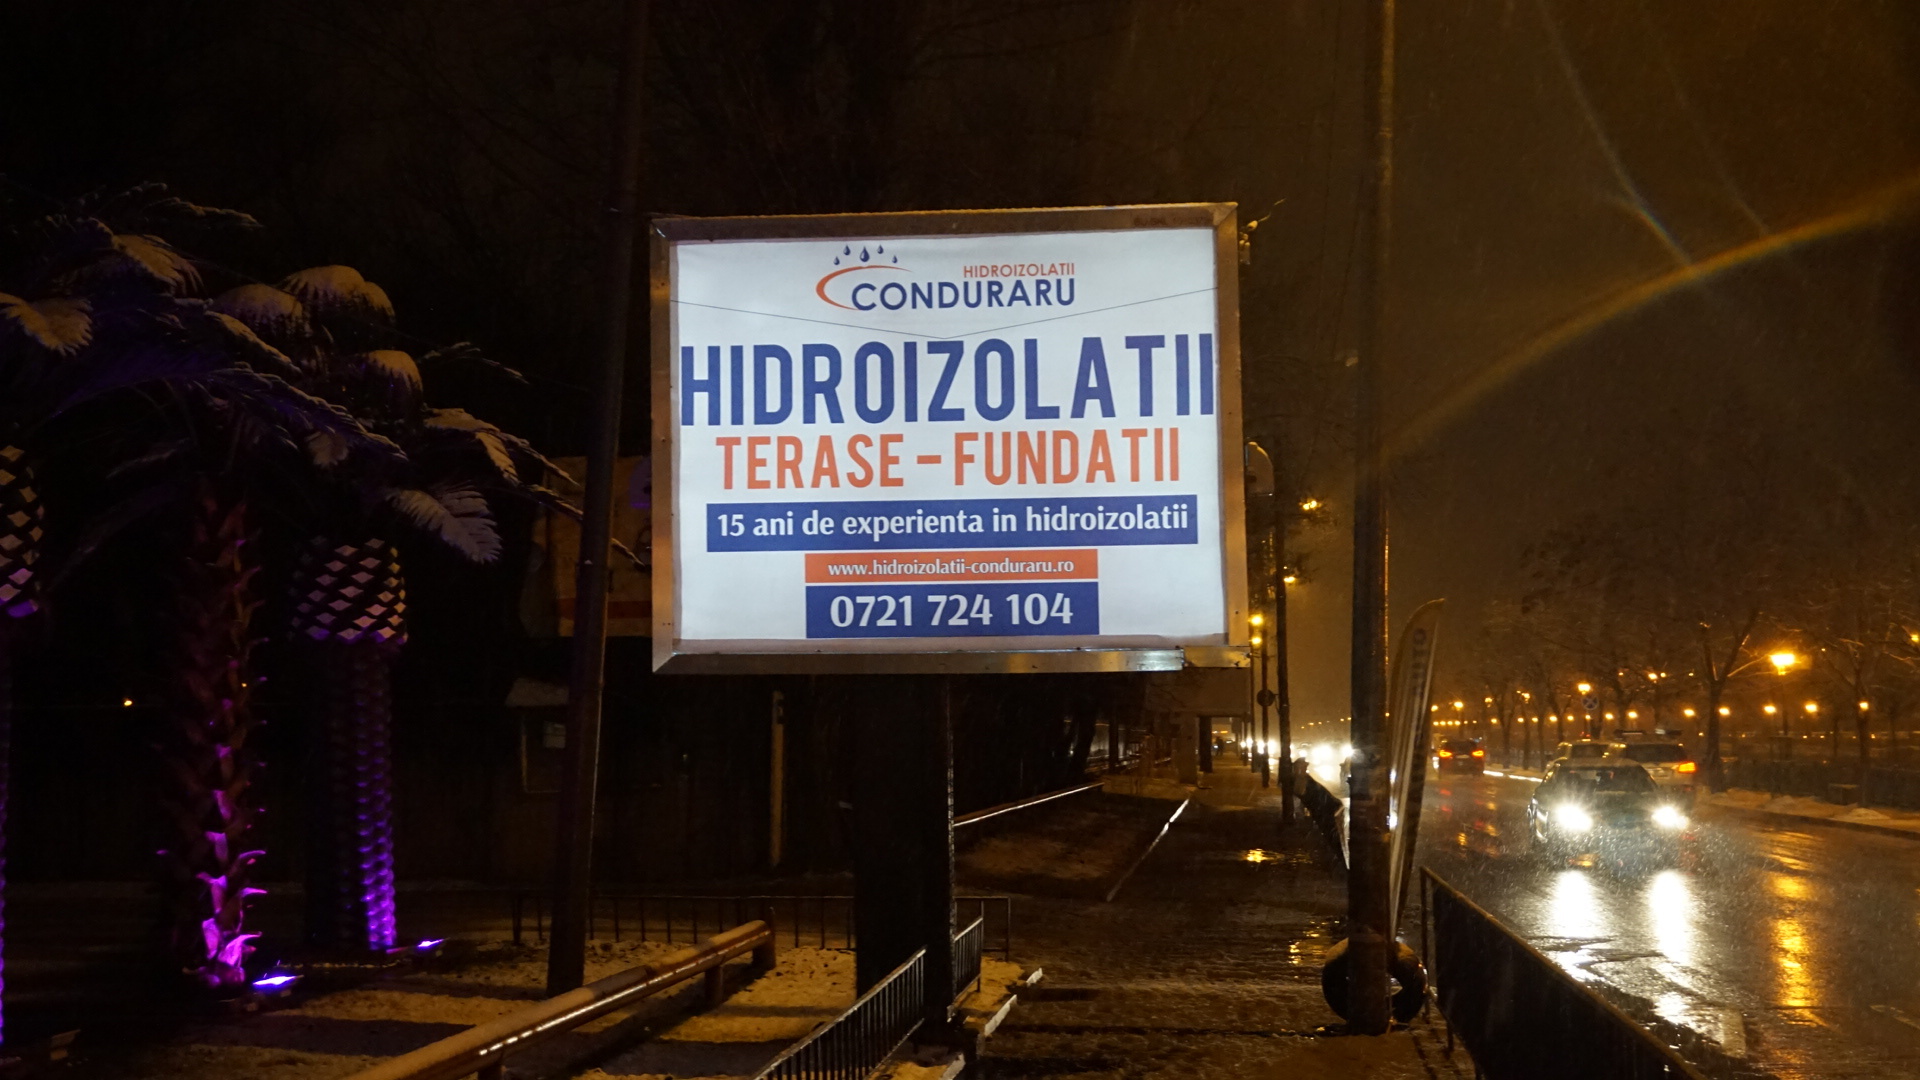 HIDROIZOLATII
CONDURARU
HIDROIZOLATII
TERASE - FUNDATII
15 ani de experienta in hidroizolatii
www.hidroizolatii-conduraru.ro
0721 724 104